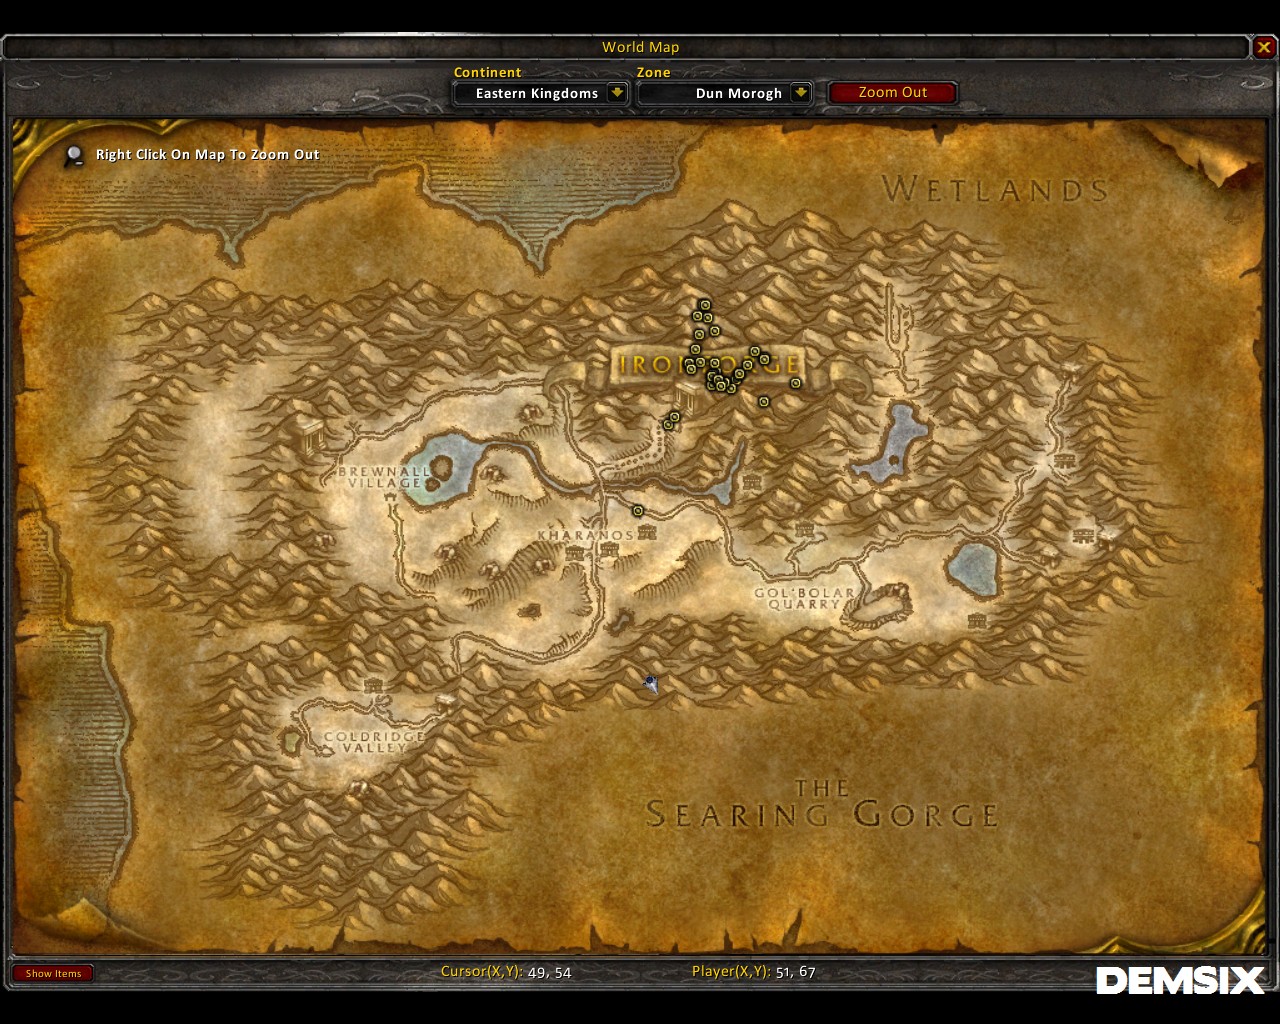 World Map
Continent
Zone
Eastern Kingdoms
Dun Morogh
Zoom Out
Right Click On Map To Zoom Out
WETLANDS
IRONFORGE
BREWNALL
VILLAGE
KHARANOS
GOL'BOLAR
QUARRY
COLDRIDGE
VALLEY
THE
SEARING GORGE
Show Items
Cursor(X,Y): 49, 54
Player(X,Y): 51, 67
DEMSIX